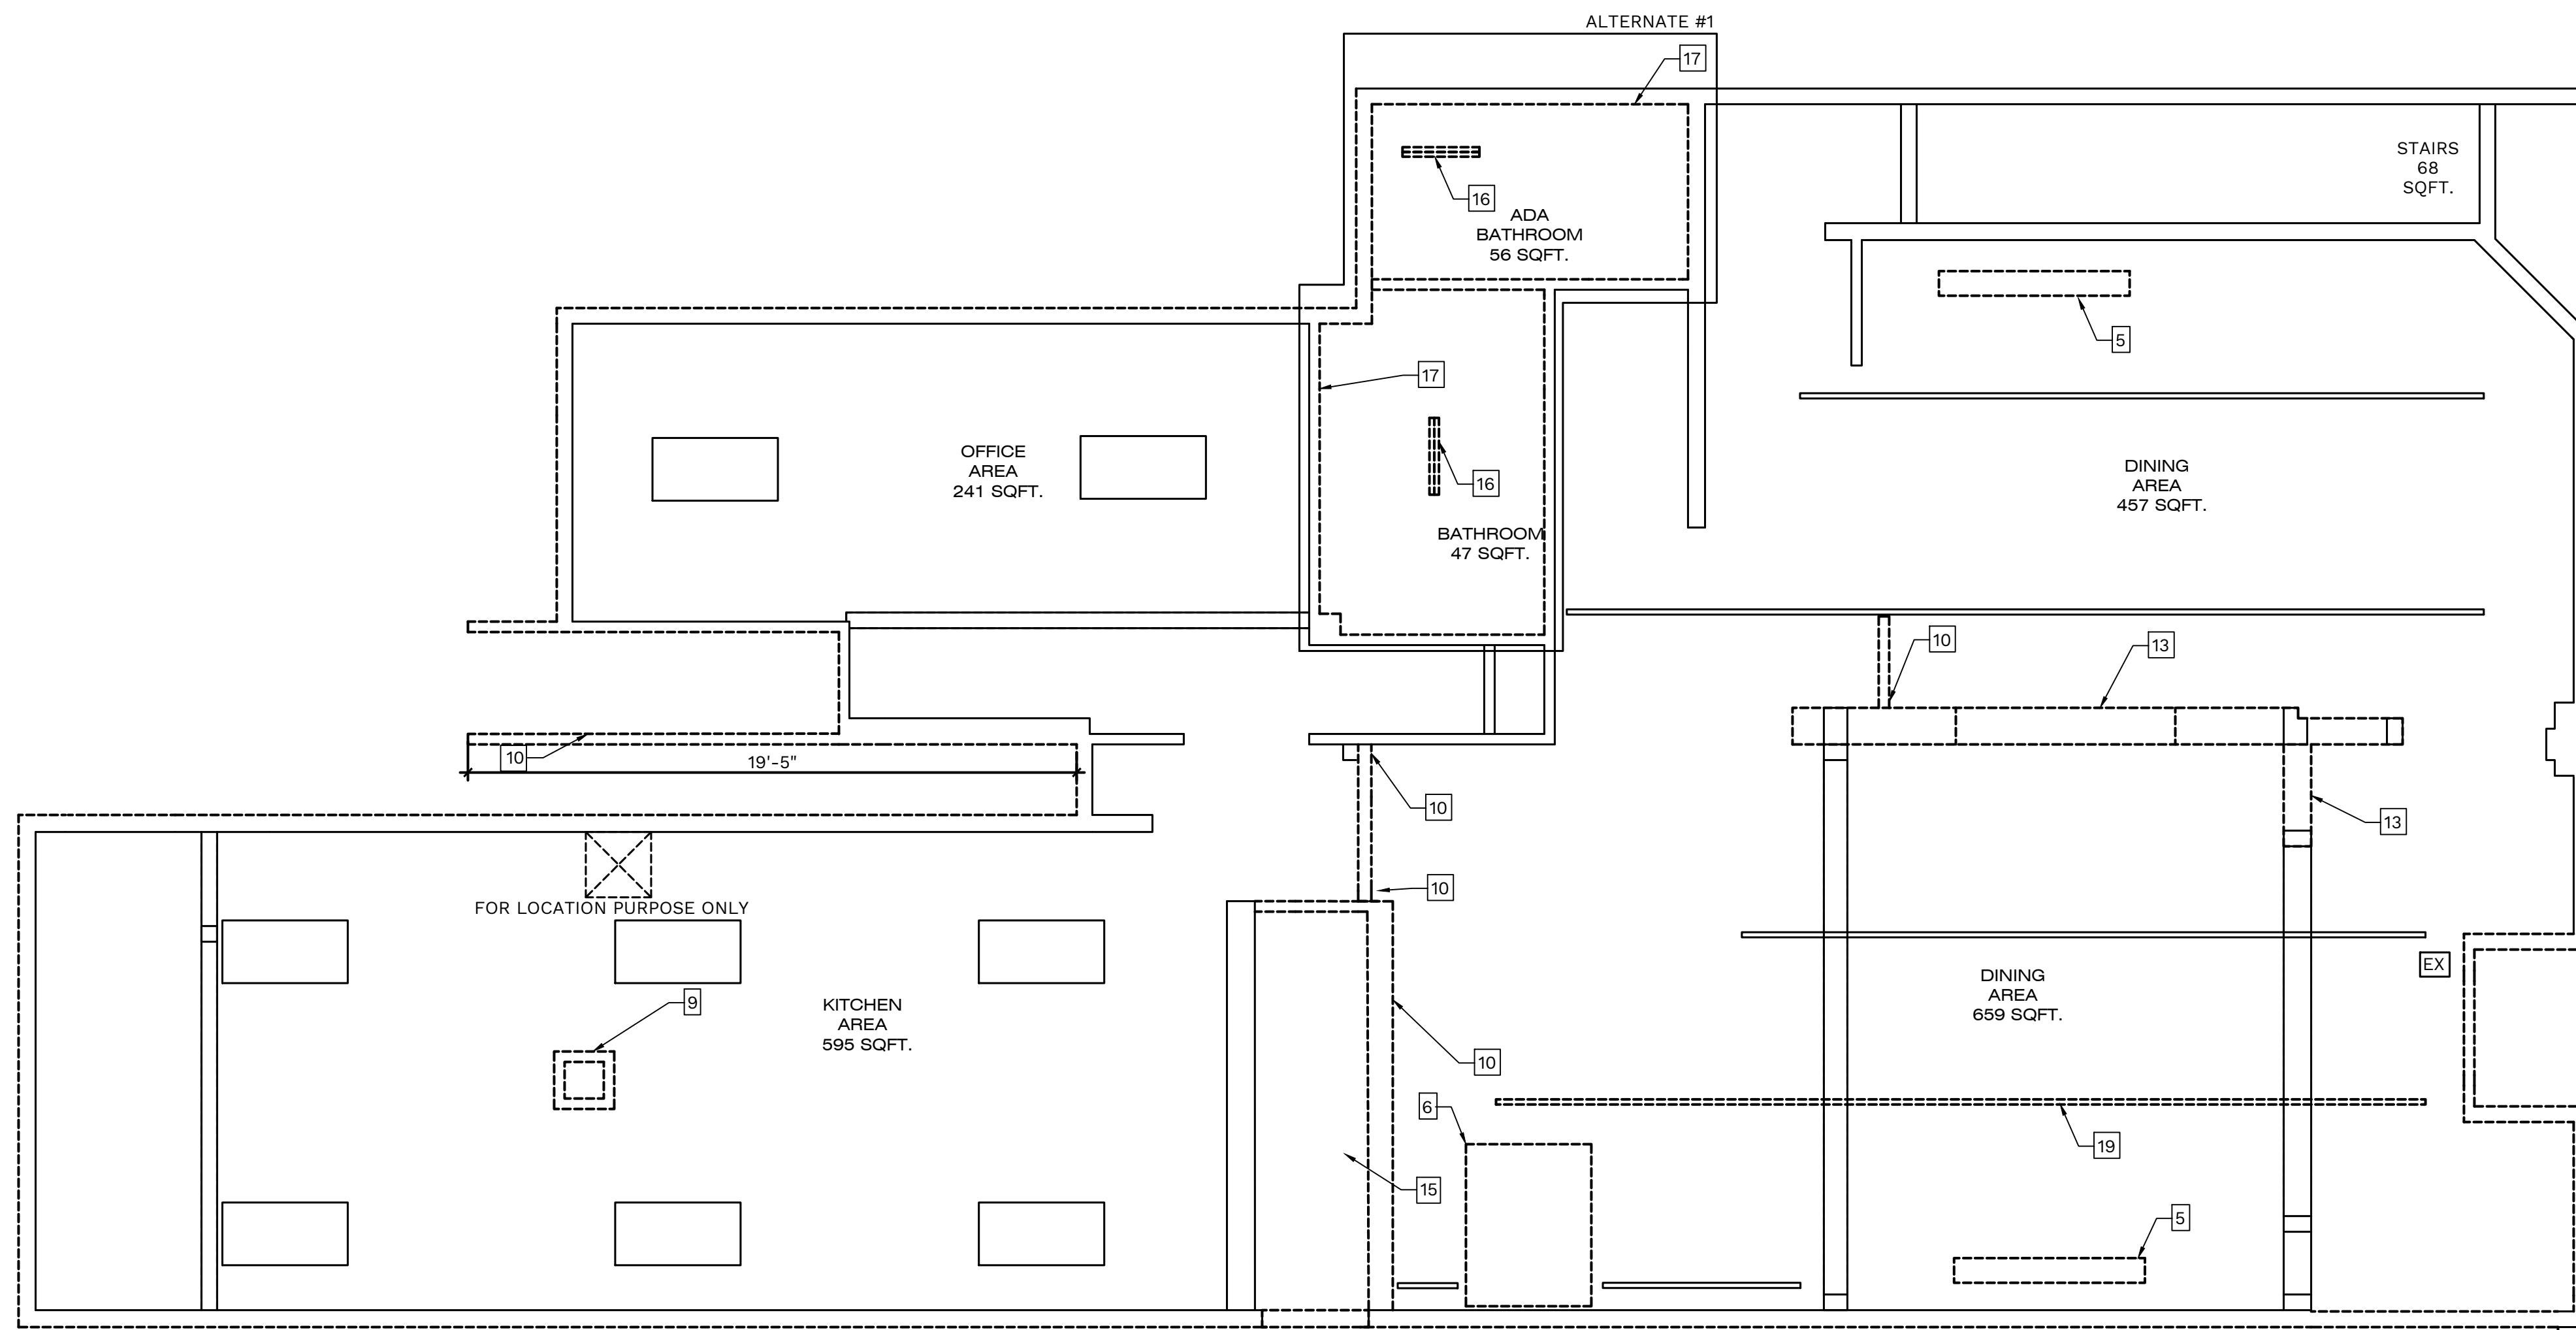 ALTERNATE #1
17
STAIRS
68
SQFT.
16
ADA
BATHROOM
56 SQFT.
5
17
OFFICE
AREA
241 SQFT.
16
DINING
AREA
457 SQFT.
BATHROOM
47 SQFT.
10
13
10
19'-5"
10
13
10
FOR LOCATION PURPOSE ONLY
EX
9
KITCHEN
AREA
595 SQFT.
DINING
AREA
659 SQFT.
10
6
19
15
5